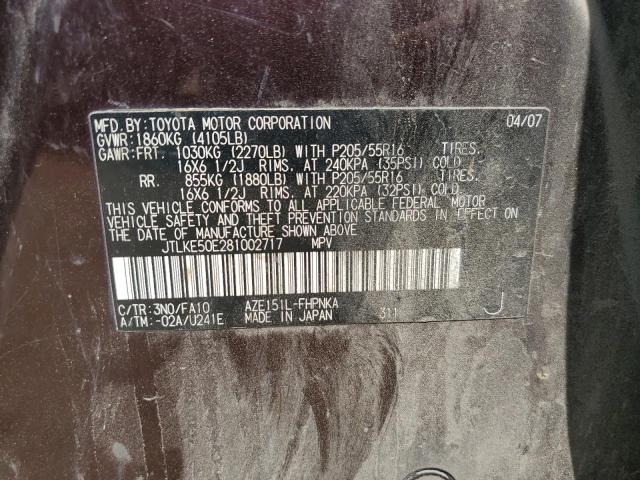 MFD.BY:TOYOTA MOTOR CORPORATION 04/07
GVWR:1860KG (4105LB)
GAWR:FRT. 1030KG (2270LB) WITH P205/55R16 TIRES,
16X6 1/2J RIMS, AT 240KPA (35PSI) COLD
RR. 855KG (1880LB) WITH P205/55R16 TIRES,
16X6 1/2J RIMS, AT 220KPA (32PSI) COLD
THIS VEHICLE CONFORMS TO ALL APPLICABLE FEDERAL MOTOR
VEHICLE SAFETY AND THEFT PREVENTION STANDARDS IN EFFECT
ON THE DATE OF MANUFACTURE SHOWN ABOVE.
JTLKE50E281002717 MPV
C/TR:3N0/FA10 AZE151L-FHPNKA
A/TM:-02A/U241E MADE IN JAPAN 311 J